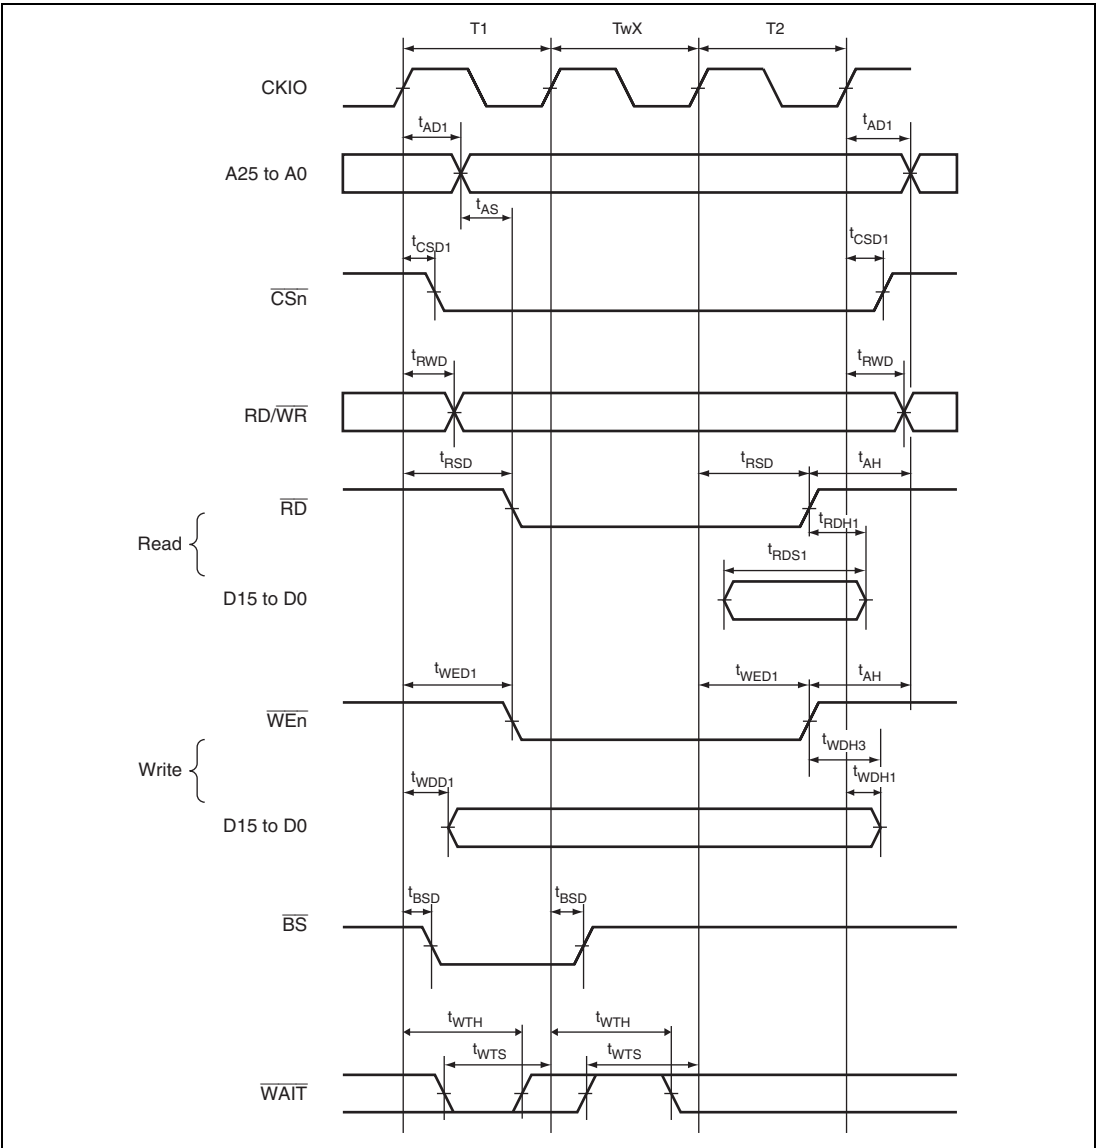 T1 TwX T2
CKIO
tAD1 tAD1
A25 to A0
tAS
tCSD1 tCSD1
CSn
tRWD tRWD
RD/WR
tRSD tRSD tAH
RD
tRDH1
Read
tRDS1
D15 to D0
tWED1 tWED1 tAH
WEn
tWDH3
Write
tWDD1 tWDH1
D15 to D0
tBSD tBSD
BS
tWTH tWTH
tWTS tWTS
WAIT